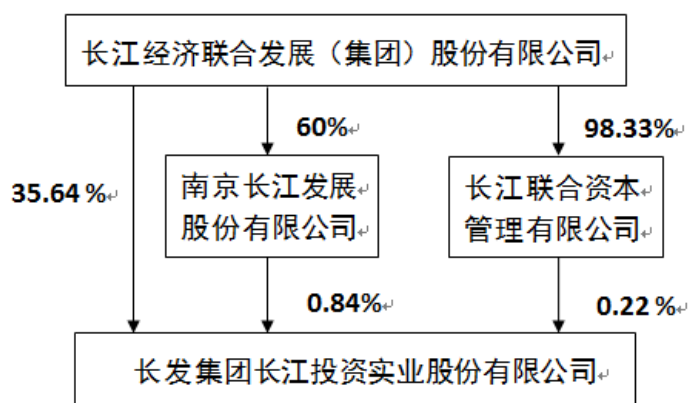 长江经济联合发展（集团）股份有限公司
60%
98.33%
35.64 %
南京长江发展
股份有限公司
长江联合资本
管理有限公司
0.84%
0.22 %
长发集团长江投资实业股份有限公司